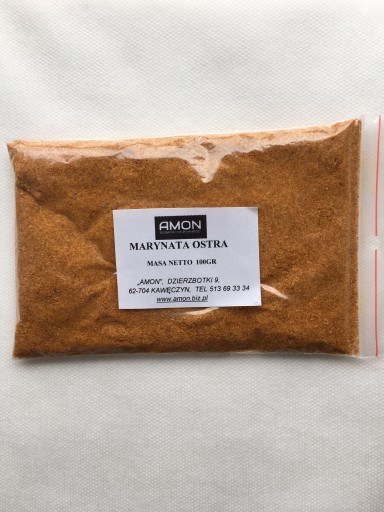 AMON
MARYNATA OSTRA
MASA NETTO 100GR
„AMON”, DZIERZBOTKI 9,
62-704 KAWĘCZYN, TEL 513 69 33 34
www.amon.biz.pl